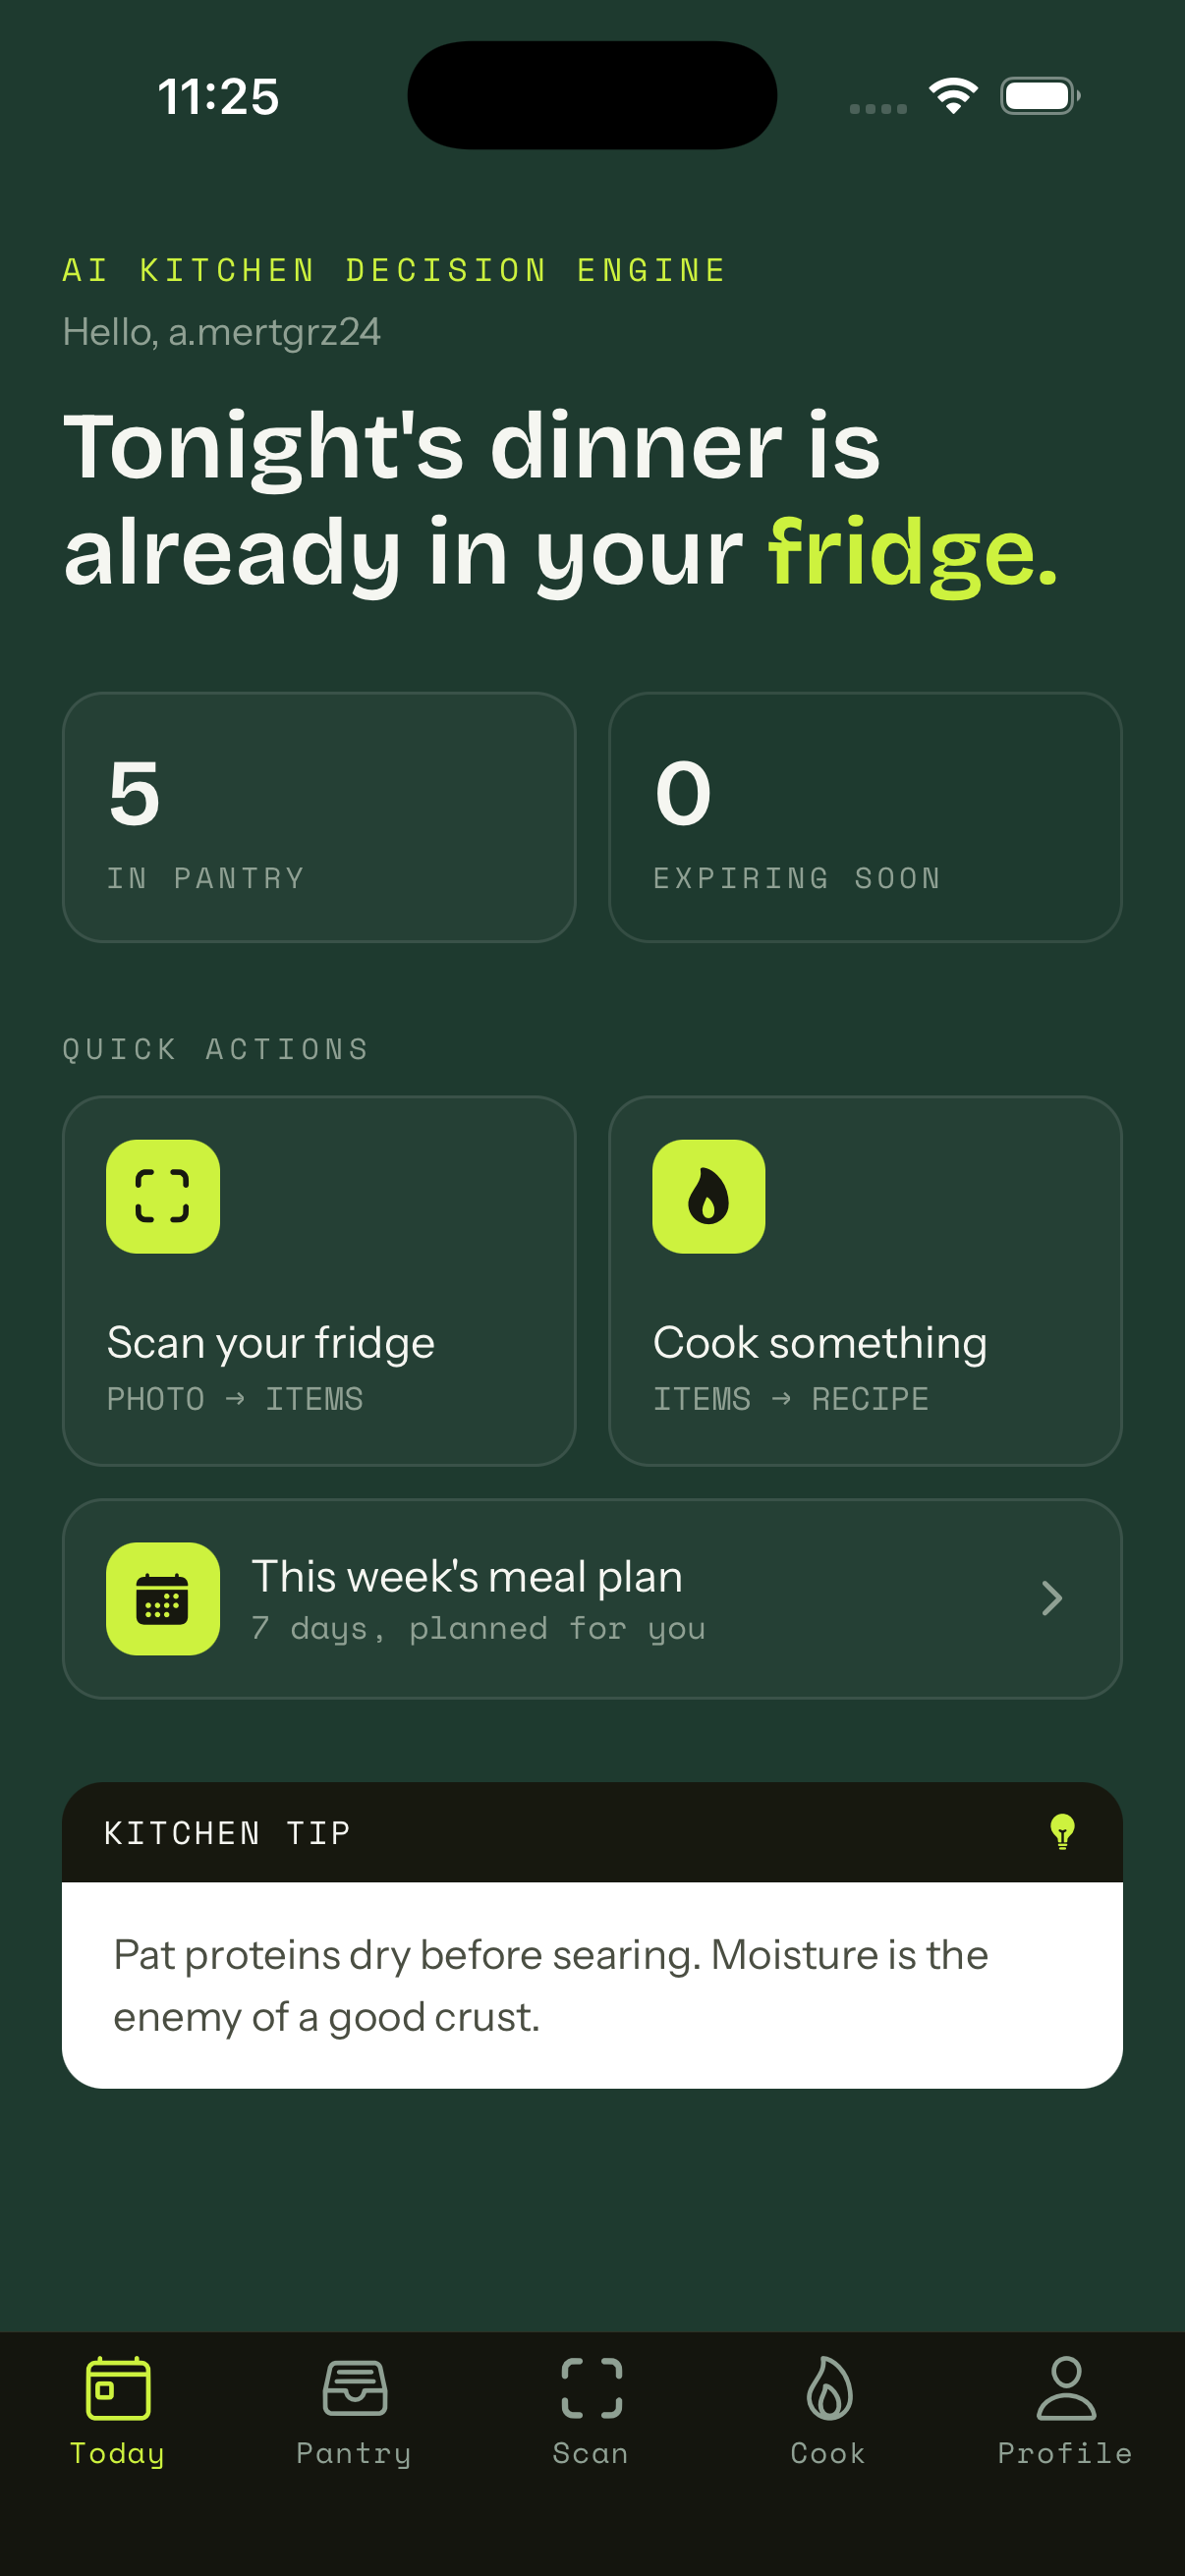 11:25
AI KITCHEN DECISION ENGINE
Hello, a.mertgrz24
Tonight's dinner is
already in your fridge.
5
IN PANTRY
0
EXPIRING SOON
QUICK ACTIONS
Scan your fridge
PHOTO → ITEMS
Cook something
ITEMS → RECIPE
This week's meal plan
7 days, planned for you
KITCHEN TIP
Pat proteins dry before searing. Moisture is the
enemy of a good crust.
Today
Pantry
Scan
Cook
Profile